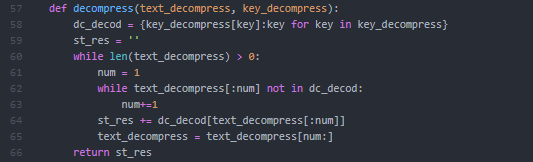 57 def decompress(text_decompress, key_decompress):
58 dc_decod = {key_decompress[key]:key for key in key_decompress}
59 st_res = ''
60 while len(text_decompress) > 0:
61 num = 1
62 while text_decompress[:num] not in dc_decod:
63 num+=1
64 st_res += dc_decod[text_decompress[:num]]
65 text_decompress = text_decompress[num:]
66 return st_res